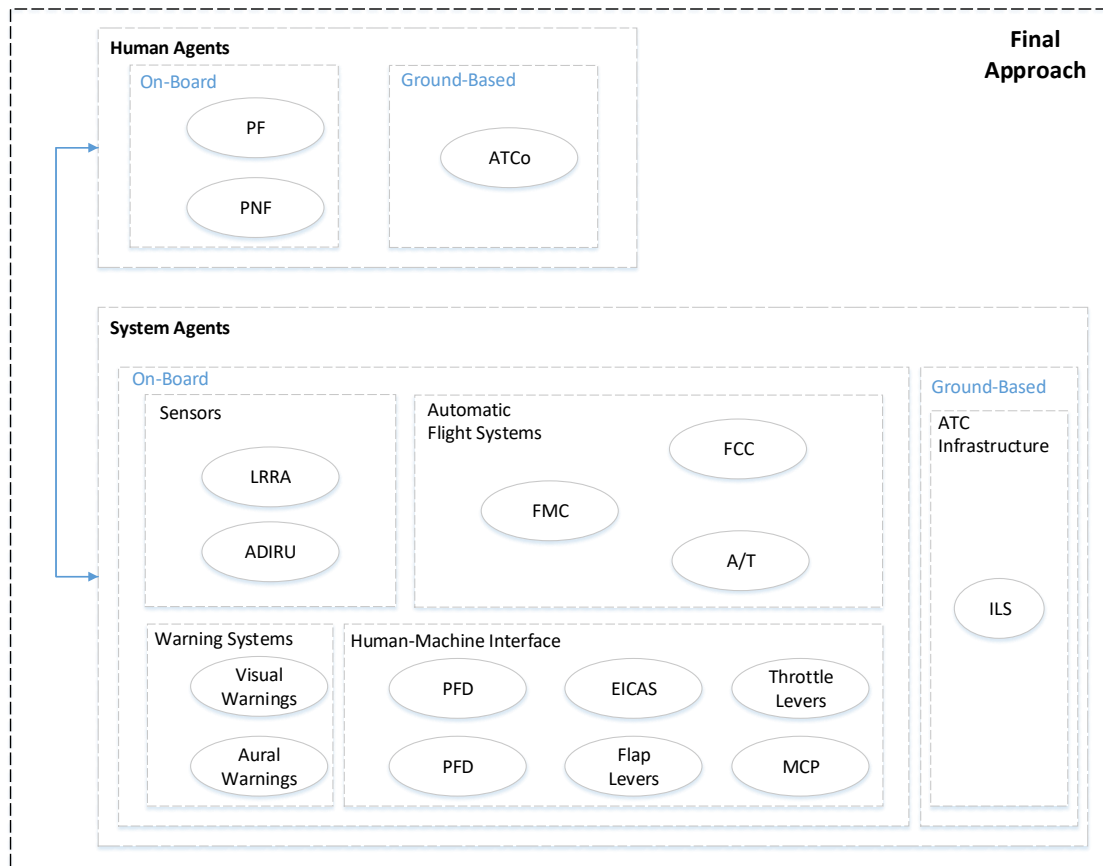 Final
Approach
Human Agents
On-Board
PF
PNF
Ground-Based
ATCo
System Agents
On-Board
Sensors
LRRA
ADIRU
Automatic
Flight Systems
FCC
FMC
A/T
Warning Systems
Visual
Warnings
Aural
Warnings
Human-Machine Interface
PFD
EICAS
Throttle
Levers
PFD
Flap
Levers
MCP
Ground-Based
ATC
Infrastructure
ILS